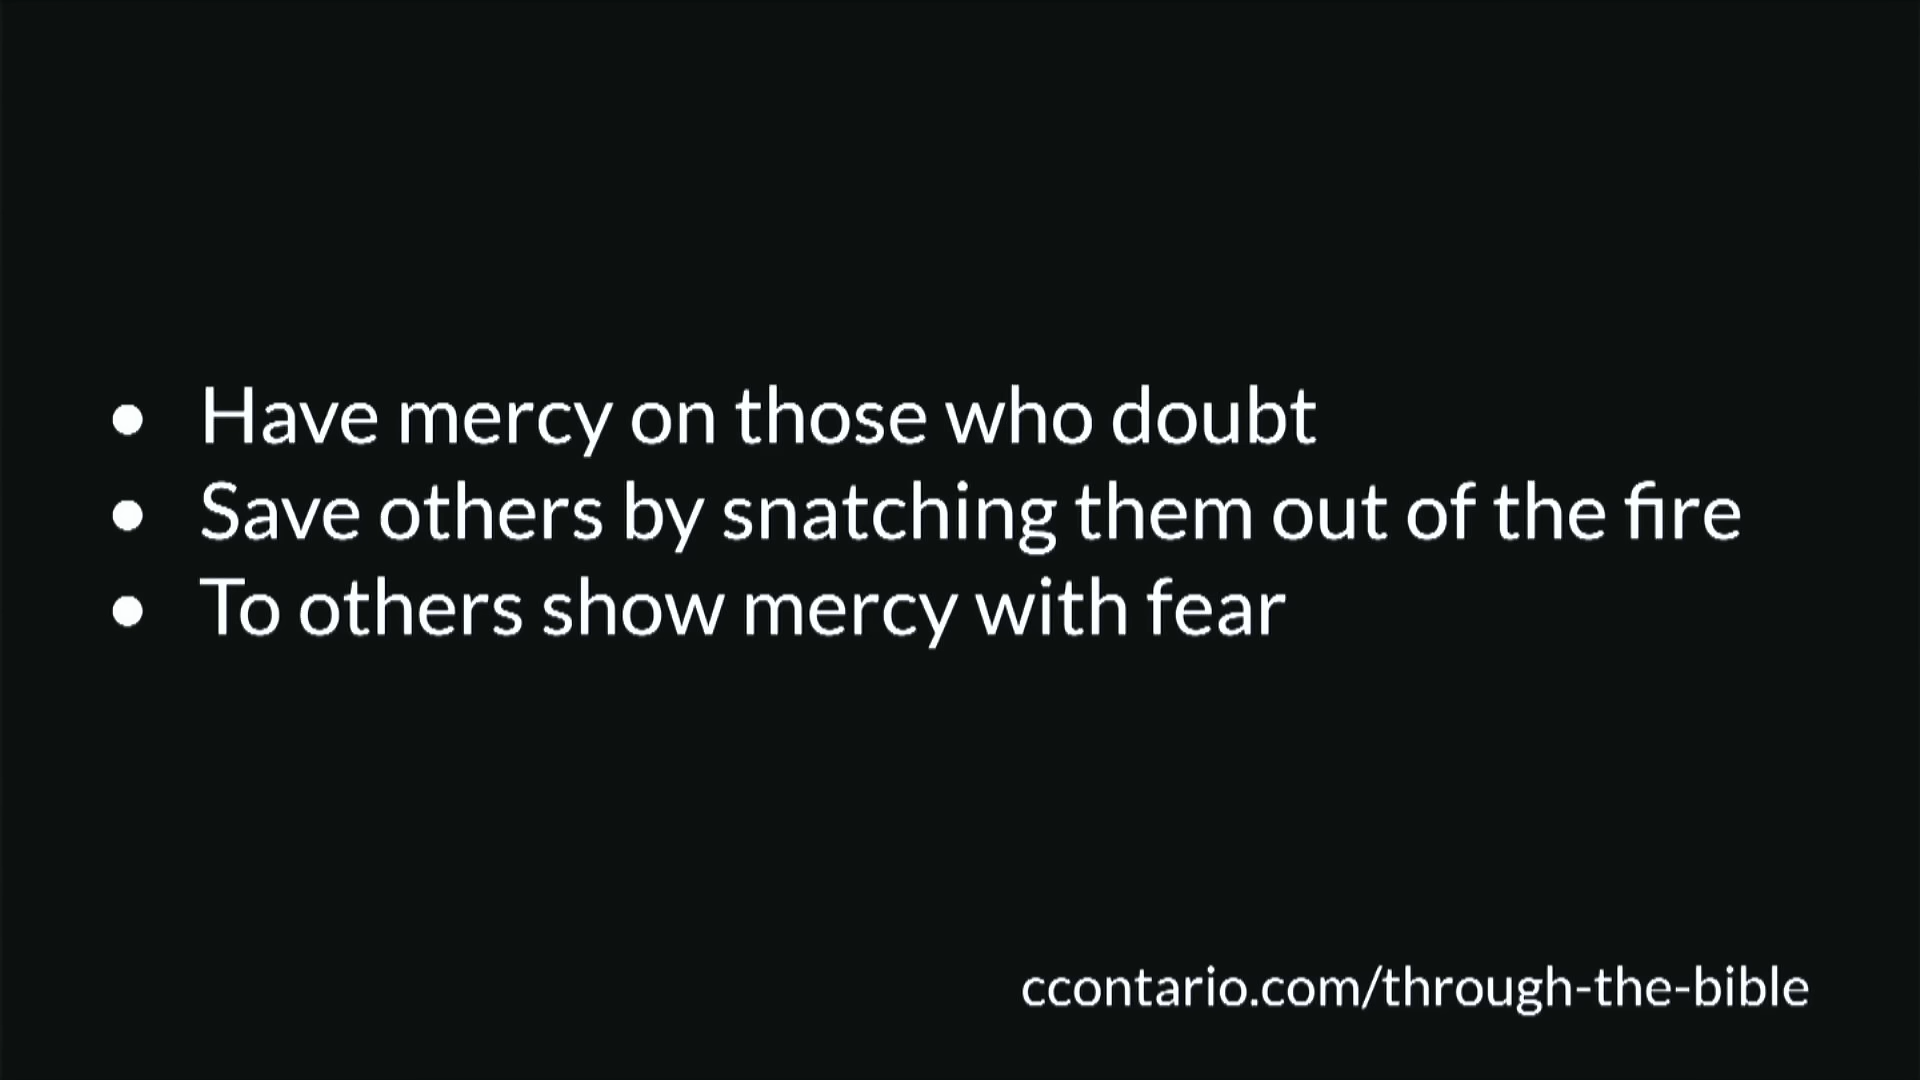 • Have mercy on those who doubt
• Save others by snatching them out of the fire
• To others show mercy with fear
ccontario.com/through-the-bible